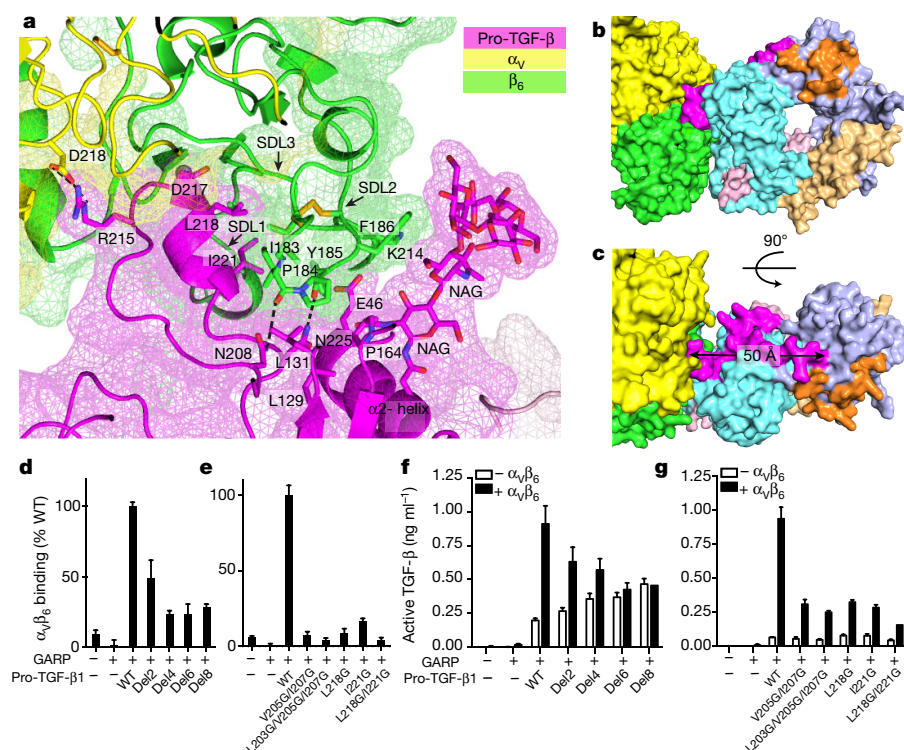 a
Pro-TGF-β
αV
β6
D218
R215
D217
L218
SDL1
I221
SDL3
SDL2
I183
Y185
P184
F186
K214
NAG
E46
N225
P164
NAG
N208
L131
L129
α2- helix
b
90°
c
50 Å
d
αVβ6 binding (% WT)
100
50
0
GARP
− + + + + + +
Pro-TGF-β1
− − WT Del2 Del4 Del6 Del8
e
100
50
0
− + + + + + + +
− − WT V205G/I207G L203G/V205G/I207G L218G I221G L218G/I221G
f
− αVβ6
+ αVβ6
Active TGF-β (ng ml−1)
1.25
1.00
0.75
0.50
0.25
0
GARP
− + + + + + +
Pro-TGF-β1
− − WT Del2 Del4 Del6 Del8
g
− αVβ6
+ αVβ6
1.25
1.00
0.75
0.50
0.25
0
− + + + + + + +
− − WT V205G/I207G L203G/V205G/I207G L218G I221G L218G/I221G